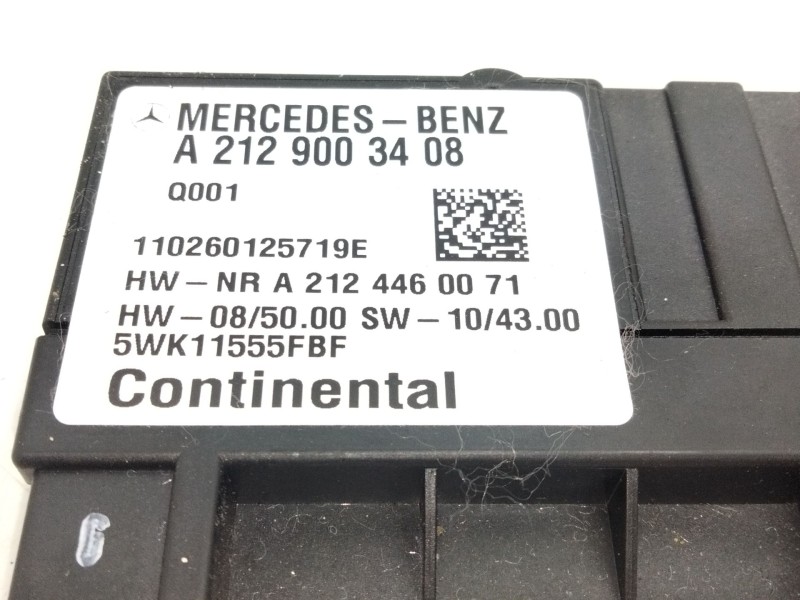 MERCEDES-BENZ
A 212 900 34 08
Q001
110260125719E
HW-NR A 212 446 00 71
HW-08/50.00 SW-10/43.00
5WK11555FBF
Continental